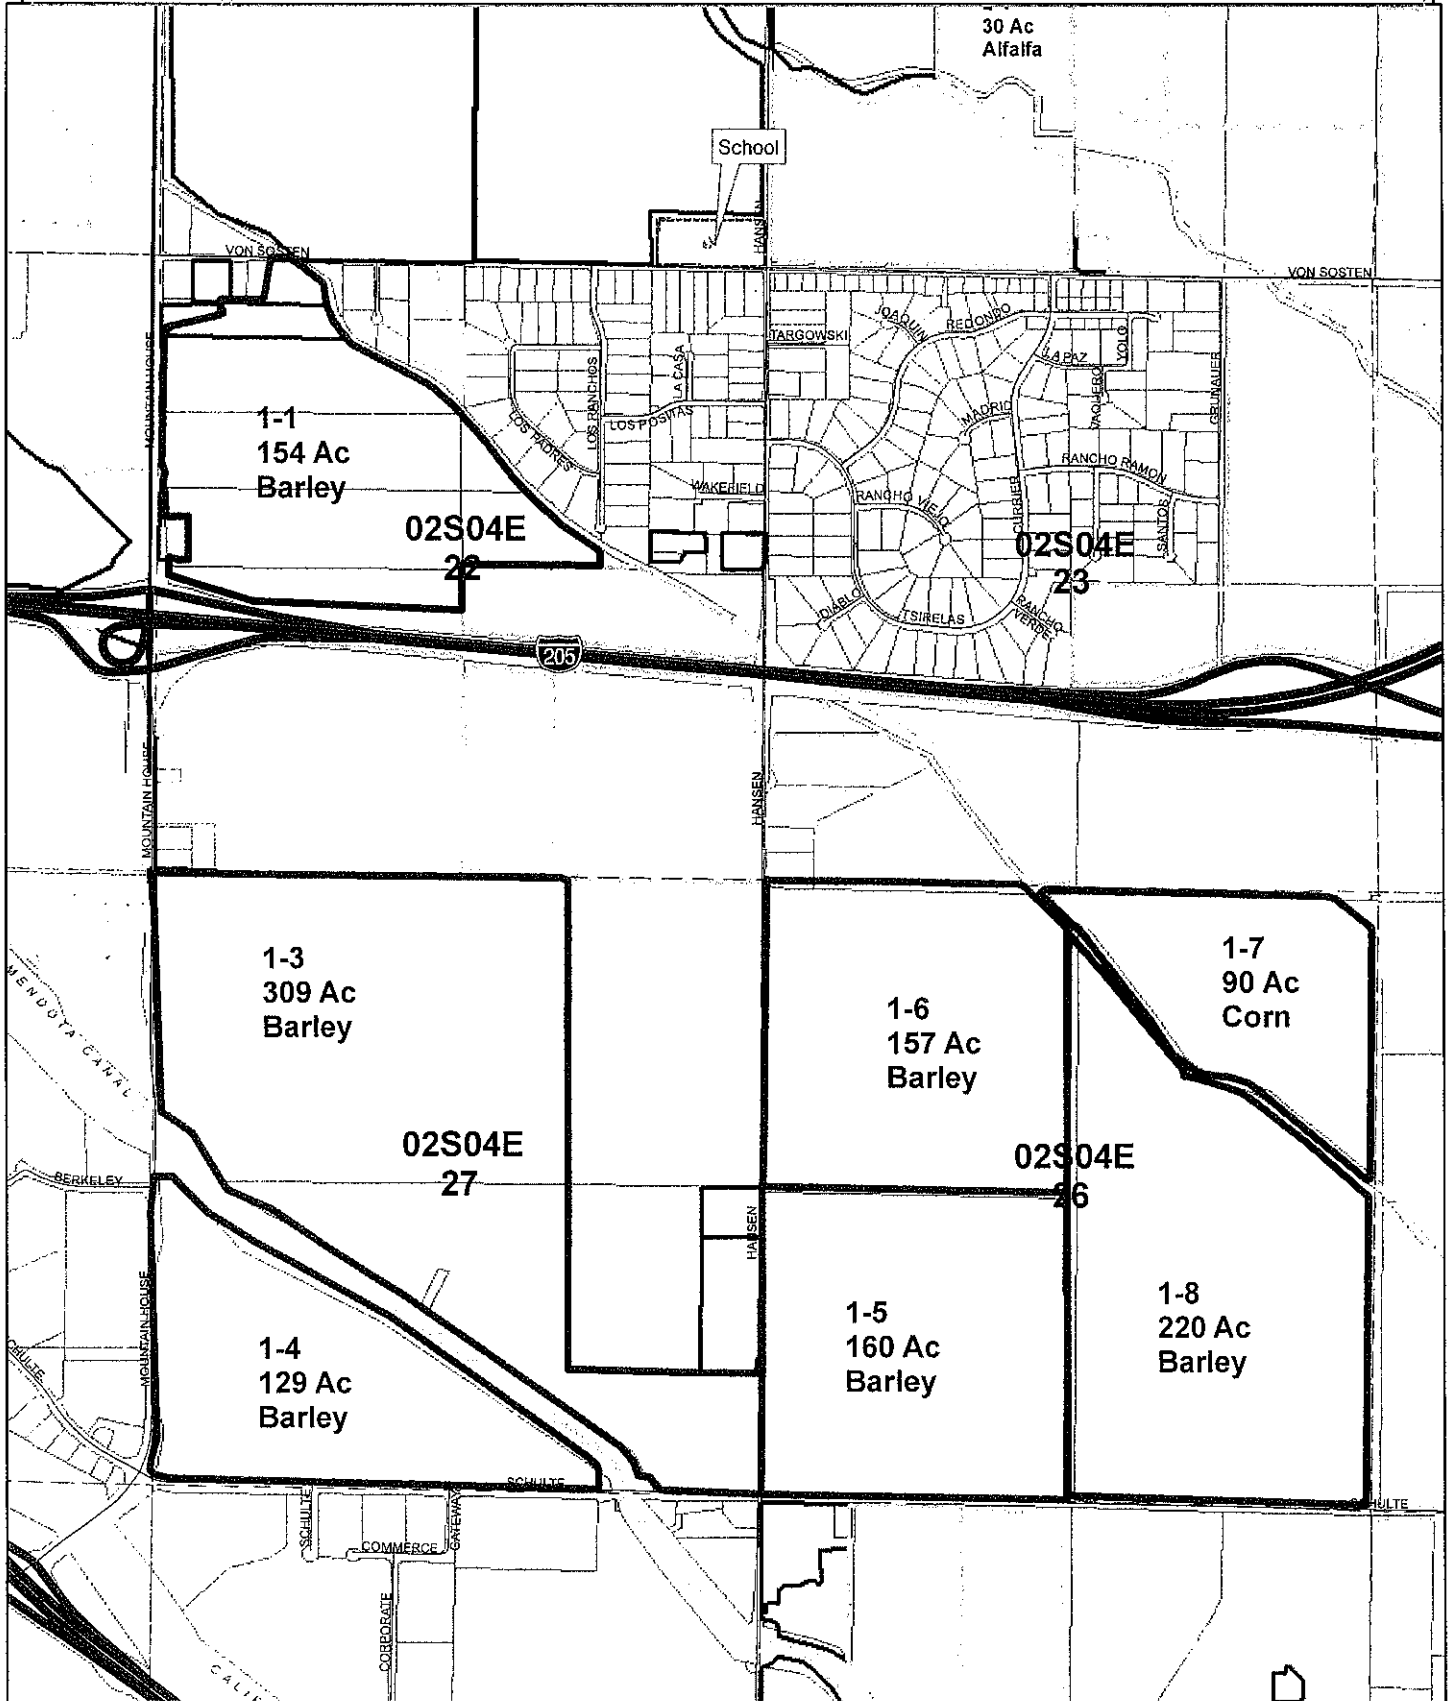 30 Ac
Alfalfa
School
HANSEN
VON SOSTEN
VON SOSTEN
MOUNTAIN HOUSE
1-1
154 Ac
Barley
02S04E
22
LOS PADRES
LOS RANCHOS
LA CASA
LOS POSITAS
WAKEFIELD
TARGOWSKI
JOAQUIN
REDONDO
LA PAZ
YOLO
VAQUERO
GRUNAUER
MADRID
RANCHO RAMON
RANCHO VIEJO
CURRIER
SANTOS
02S04E
23
DIABLO
TSIRELAS
RANCHO
VERDE
205
MOUNTAIN HOUSE
HANSEN
1-3
309 Ac
Barley
1-6
157 Ac
Barley
1-7
90 Ac
Corn
MENDOTA CANAL
02S04E
27
02S04E
26
BERKELEY
HANSEN
MOUNTAIN HOUSE
1-4
129 Ac
Barley
1-5
160 Ac
Barley
1-8
220 Ac
Barley
CHULTE
SCHULTE
SCHULTE
SCHULTE
GATEWAY
COMMERCE
CORPORATE
CALIF